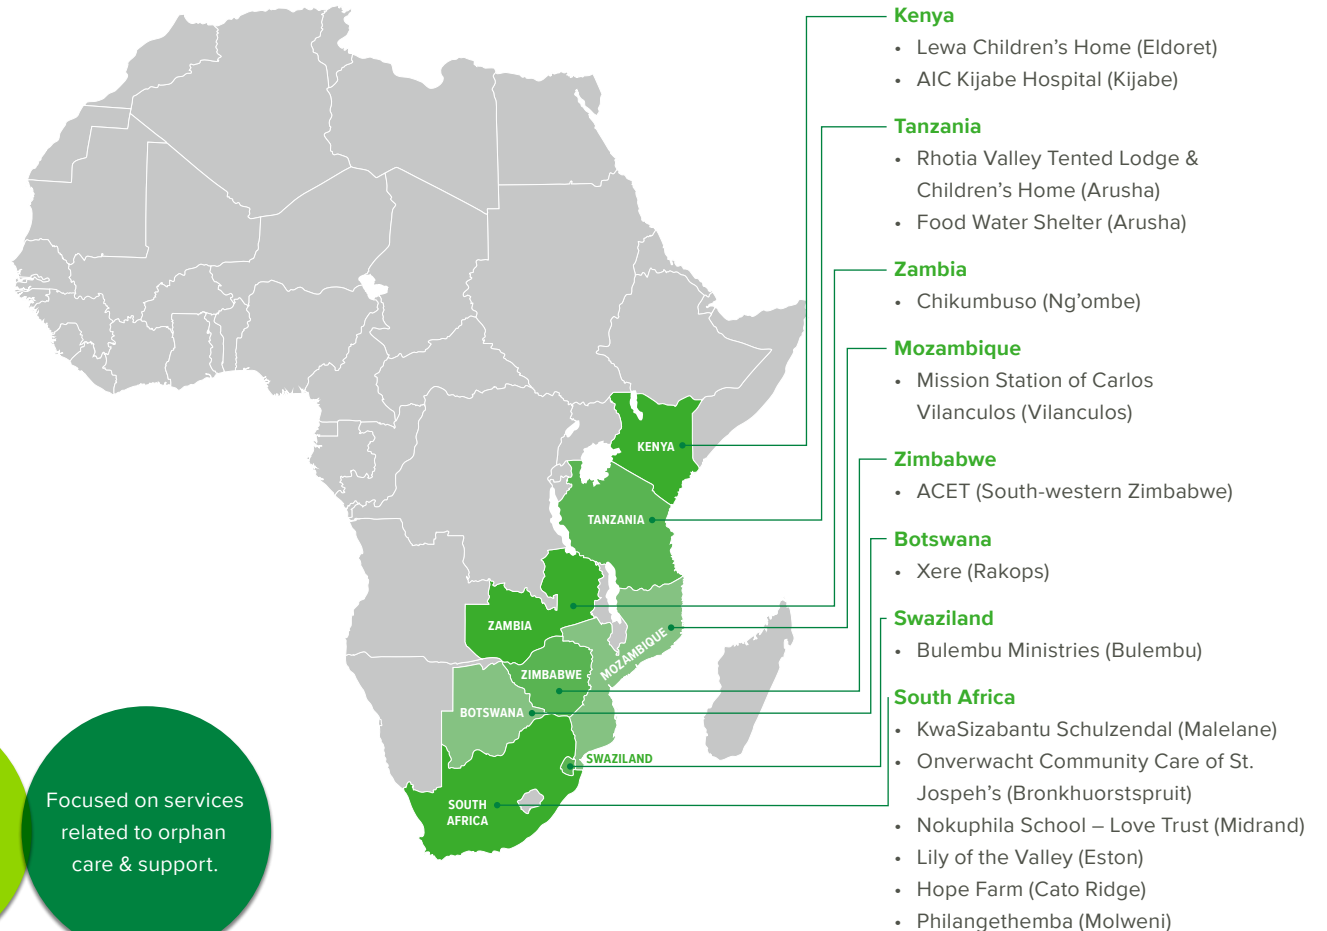 Kenya
• Lewa Children’s Home (Eldoret)
• AIC Kijabe Hospital (Kijabe)
Tanzania
• Rhotia Valley Tented Lodge &
Children’s Home (Arusha)
• Food Water Shelter (Arusha)
Zambia
• Chikumbuso (Ng’ombe)
Mozambique
• Mission Station of Carlos
Vilanculos (Vilanculos)
Zimbabwe
• ACET (South-western Zimbabwe)
Botswana
• Xere (Rakops)
Swaziland
• Bulembu Ministries (Bulembu)
South Africa
• KwaSizabantu Schulzendal (Malelane)
• Onverwacht Community Care of St.
Jospeh’s (Bronkhuorstspruit)
• Nokuphila School – Love Trust (Midrand)
• Lily of the Valley (Eston)
• Hope Farm (Cato Ridge)
• Philangethemba (Molweni)
KENYA
TANZANIA
ZAMBIA
MOZAMBIQUE
ZIMBABWE
BOTSWANA
SWAZILAND
SOUTH
AFRICA
Focused on services
related to orphan
care & support.